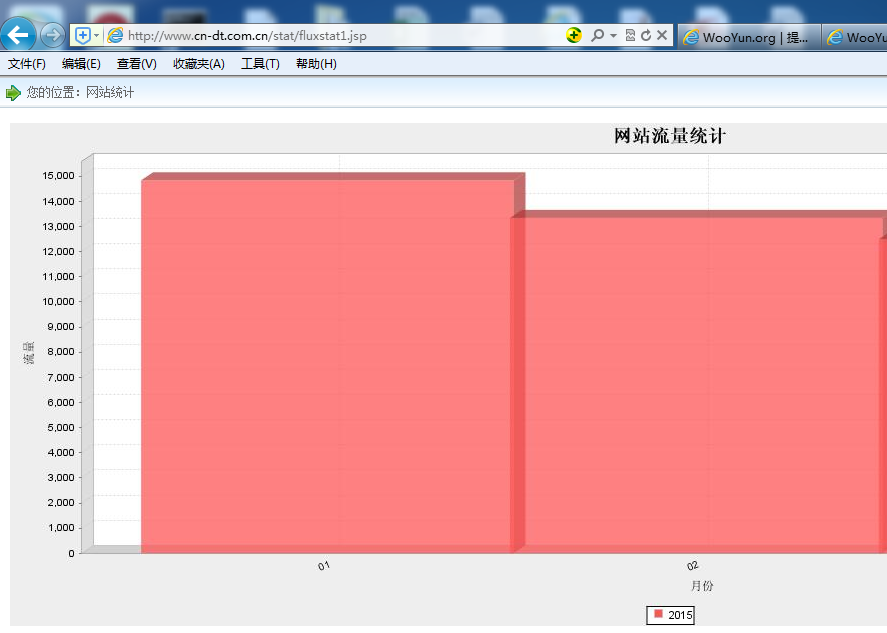 http://www.cn-dt.com.cn/stat/fluxstat1.jsp
WooYun.org | 提...
WooYu
文件(F) 编辑(E) 查看(V) 收藏夹(A) 工具(T) 帮助(H)
您的位置：网站统计
网站流量统计
15,000
14,000
13,000
12,000
11,000
10,000
9,000
8,000
7,000
6,000
5,000
4,000
3,000
2,000
1,000
0
流量
01
02
月份
2015